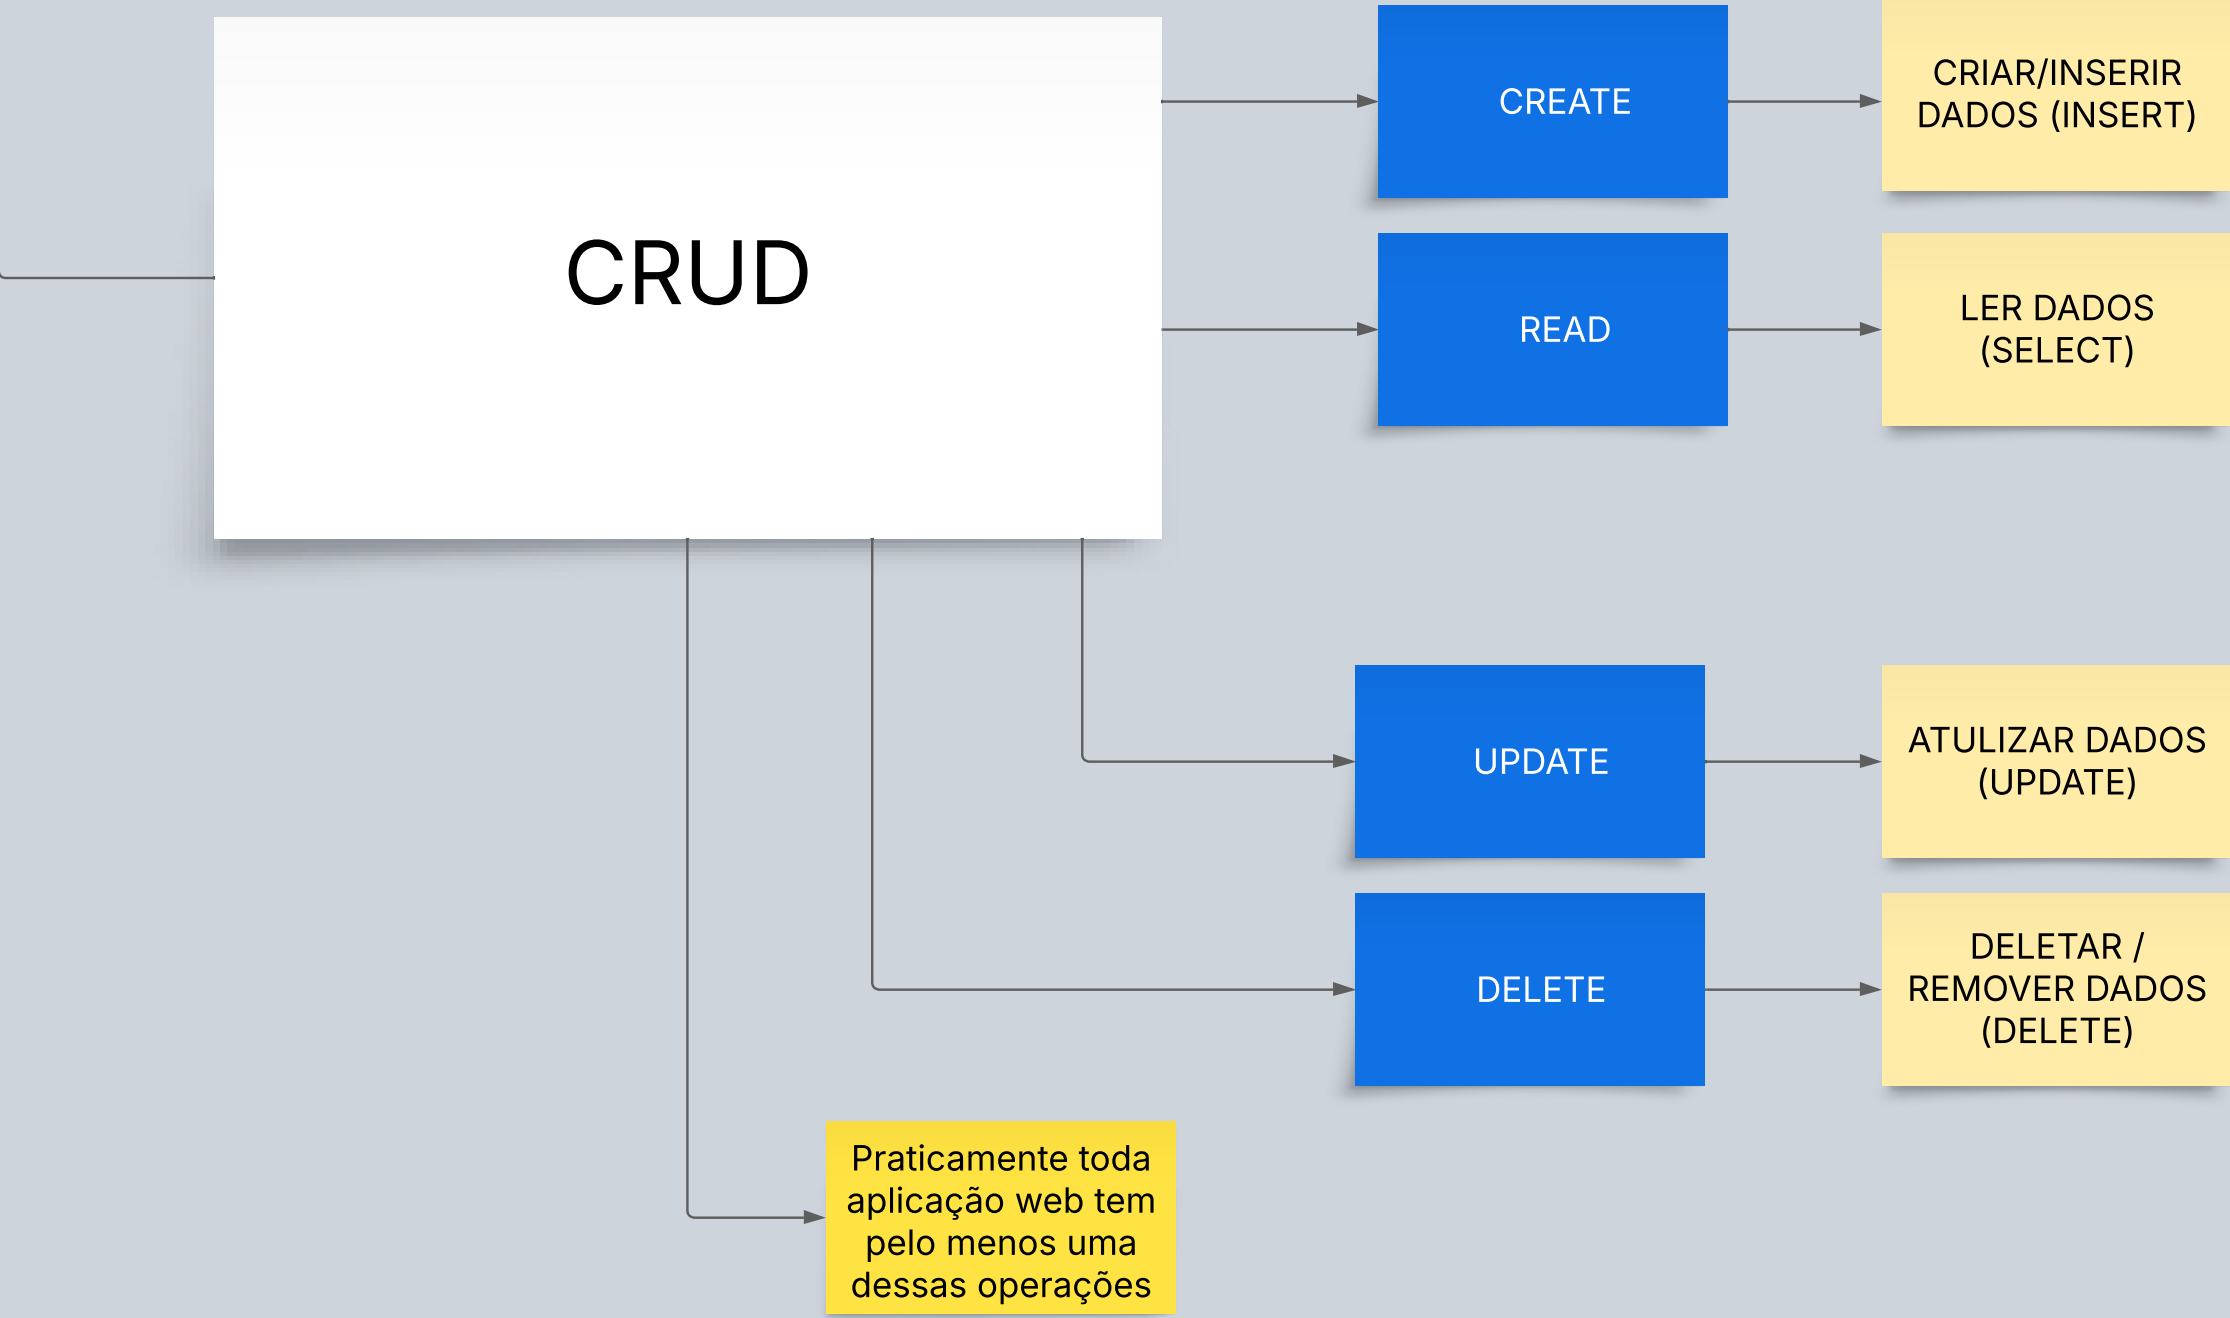 CRUD
CREATE
CRIAR/INSERIR
DADOS (INSERT)
READ
LER DADOS
(SELECT)
UPDATE
ATULIZAR DADOS
(UPDATE)
DELETE
DELETAR /
REMOVER DADOS
(DELETE)
Praticamente toda
aplicação web tem
pelo menos uma
dessas operações